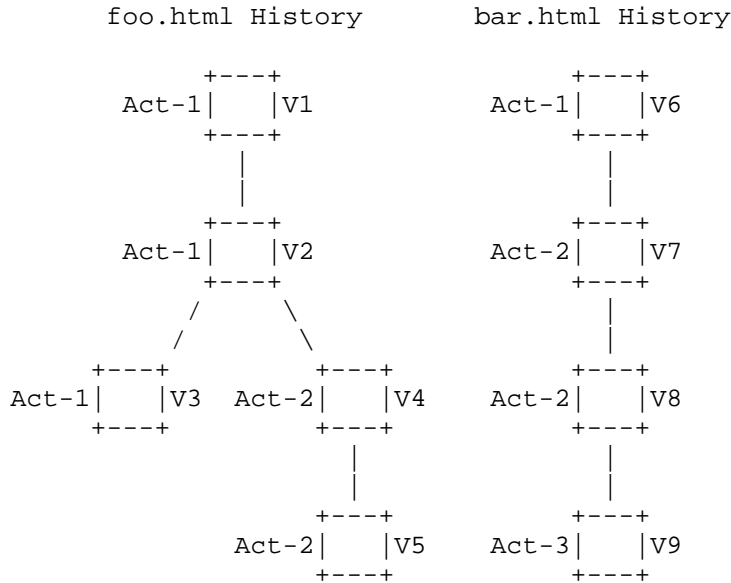 foo.html History bar.html History
+---+ +---+
Act-1| |V1 Act-1| |V6
+---+ +---+
| |
| |
+---+ +---+
Act-1| |V2 Act-2| |V7
+---+ +---+
/ \ |
/ \ |
+---+ +---+ +---+
Act-1| |V3 Act-2| |V4 Act-2| |V8
+---+ +---+ +---+
| |
| |
+---+ +---+
Act-2| |V5 Act-3| |V9
+---+ +---+